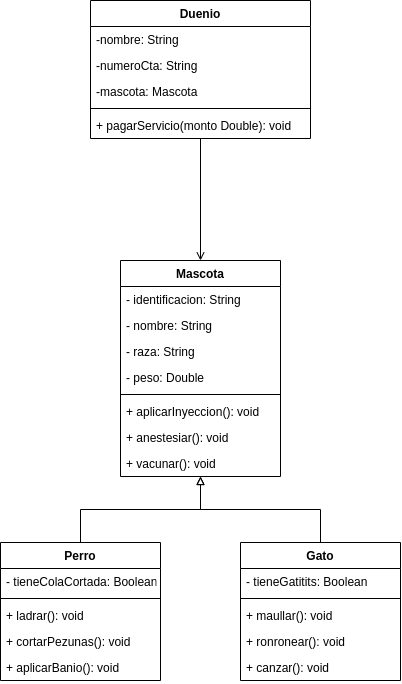 Duenio
-nombre: String
-numeroCta: String
-mascota: Mascota
+ pagarServicio(monto Double): void
Mascota
- identificacion: String
- nombre: String
- raza: String
- peso: Double
+ aplicarInyeccion(): void
+ anestesiar(): void
+ vacunar(): void
Perro
- tieneColaCortada: Boolean
+ ladrar(): void
+ cortarPezunas(): void
+ aplicarBanio(): void
Gato
- tieneGatitits: Boolean
+ maullar(): void
+ ronronear(): void
+ canzar(): void